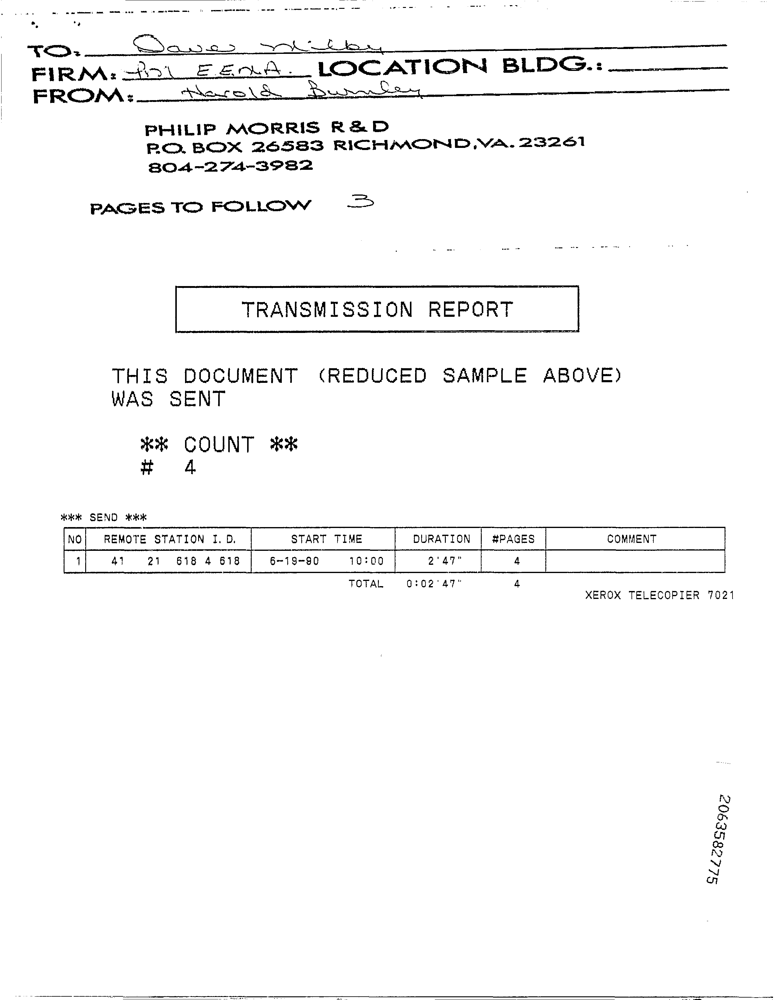 TO: Dave Milby
FIRM: PM EEMA. LOCATION BLDG.:
FROM: Harold Burnley
PHILIP MORRIS R & D
P.O. BOX 26583 RICHMOND, VA. 23261
804-274-3982
PAGES TO FOLLOW 3
TRANSMISSION REPORT
THIS DOCUMENT (REDUCED SAMPLE ABOVE)
WAS SENT
** COUNT **
# 4
*** SEND ***
NO REMOTE STATION I. D. START TIME DURATION #PAGES COMMENT
1 41 21 618 4 618 6-19-90 10:00 2'47" 4
TOTAL 0:02'47" 4
XEROX TELECOPIER 7021
2063582775